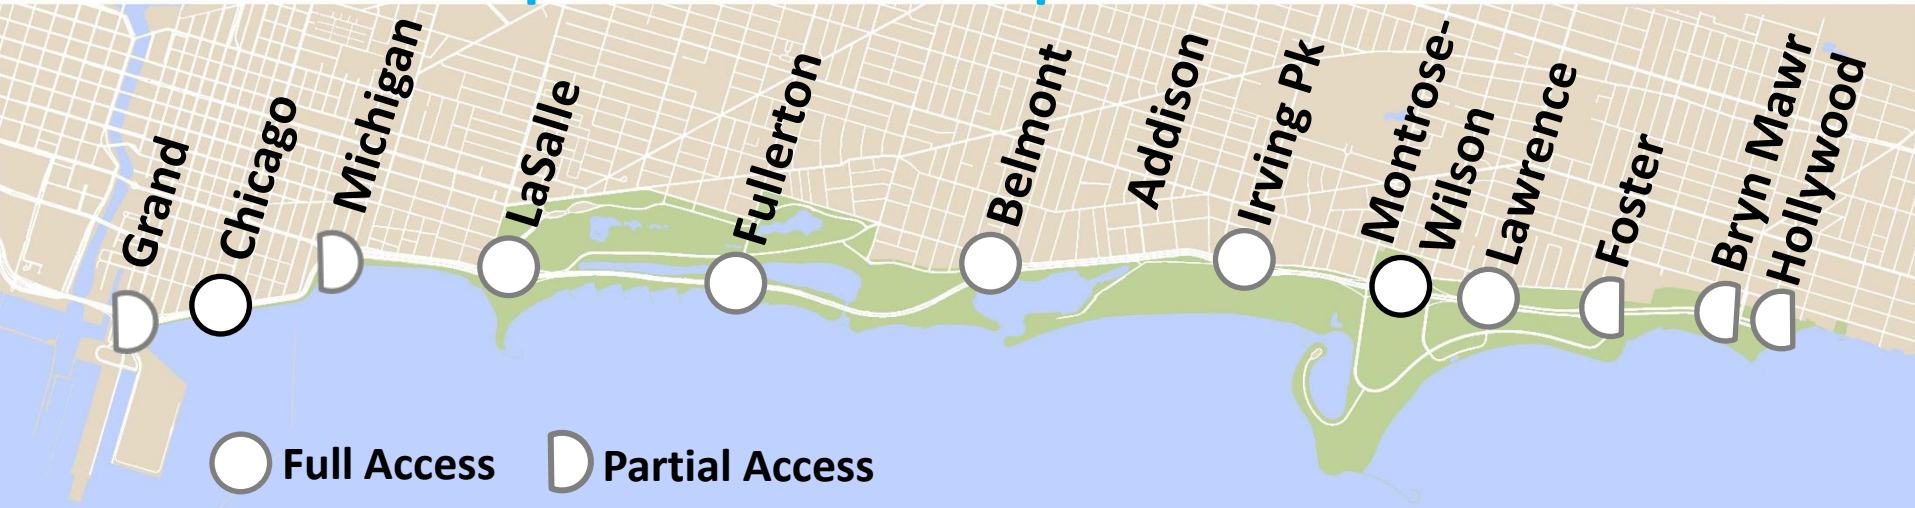 Grand
Chicago
Michigan
LaSalle
Fullerton
Belmont
Addison
Irving Pk
Montrose-
Wilson
Lawrence
Foster
Bryn Mawr
Hollywood
Full Access
Partial Access